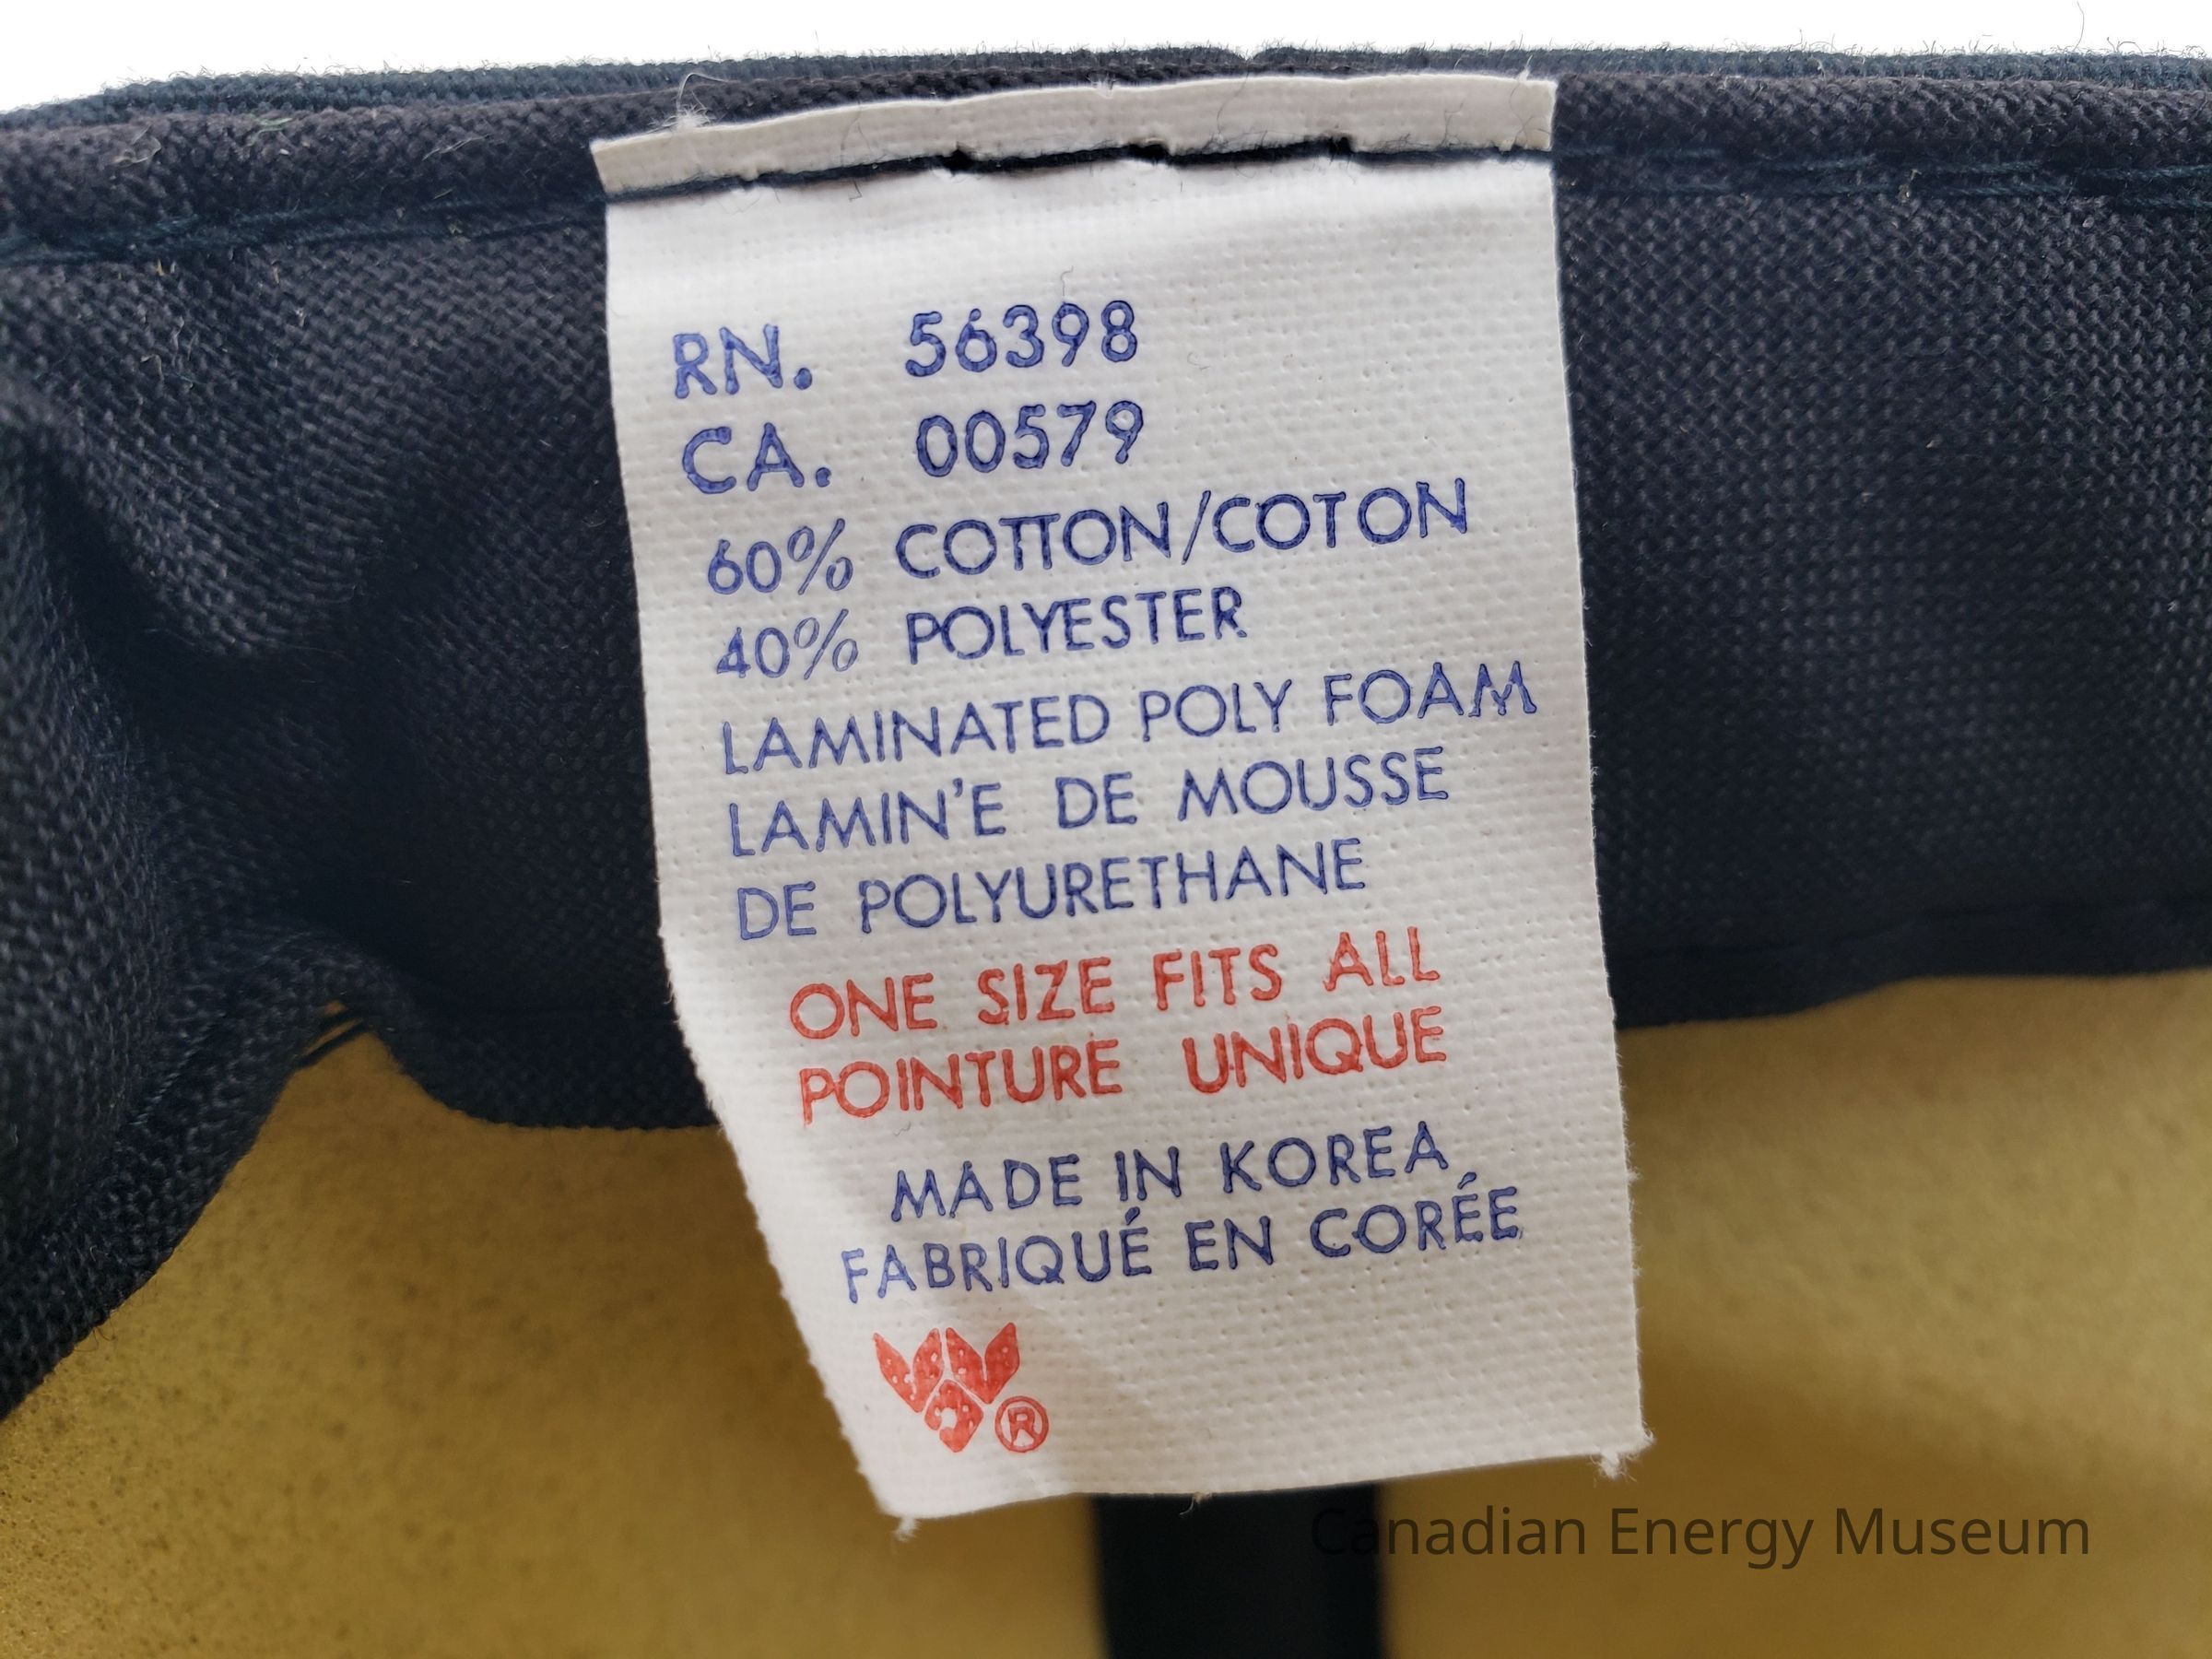 RN. 56398
CA. 00579
60% COTTON/COTON
40% POLYESTER
LAMINATED POLY FOAM
LAMIN'E DE MOUSSE
DE POLYURETHANE
ONE SIZE FITS ALL
POINTURE UNIQUE
MADE IN KOREA
FABRIQUÉ EN CORÉE
®
Canadian Energy Museum